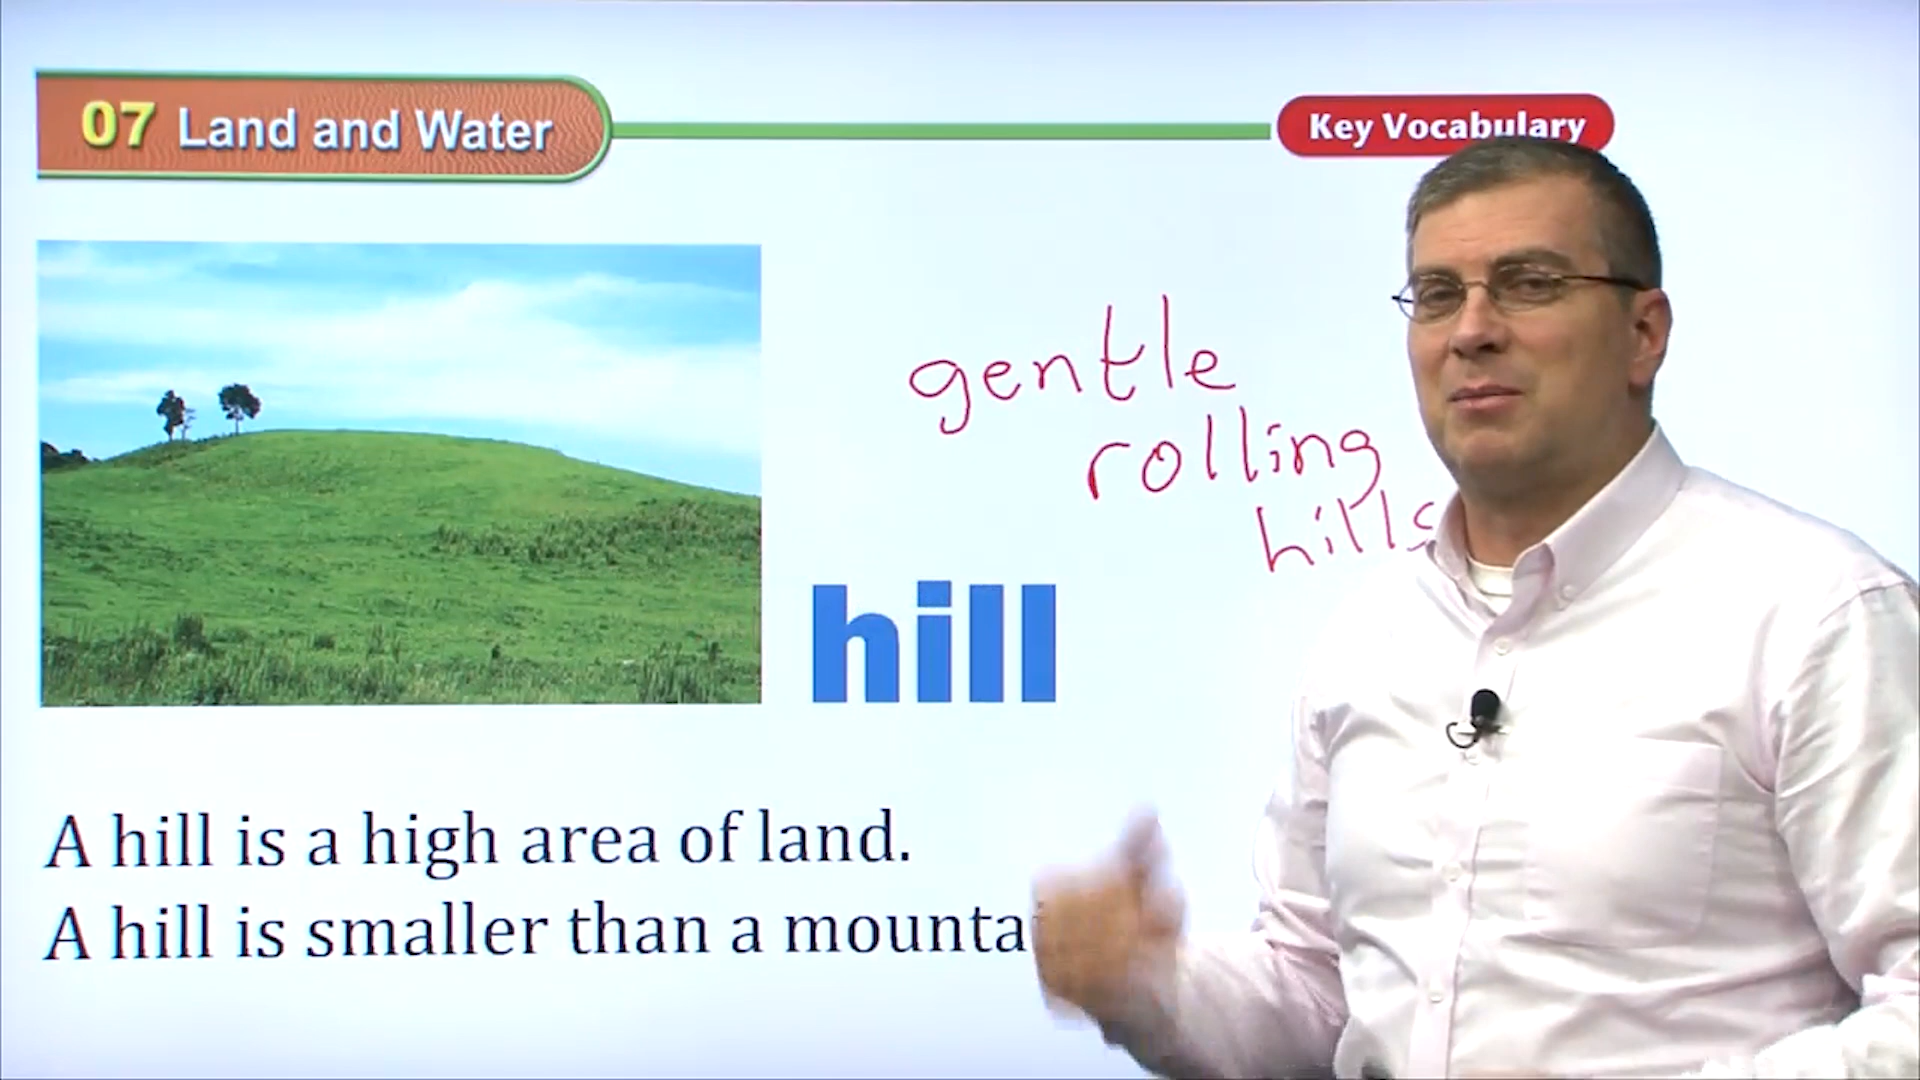 07 Land and Water
Key Vocabulary
gentle
rolling
hills
hill
A hill is a high area of land.
A hill is smaller than a